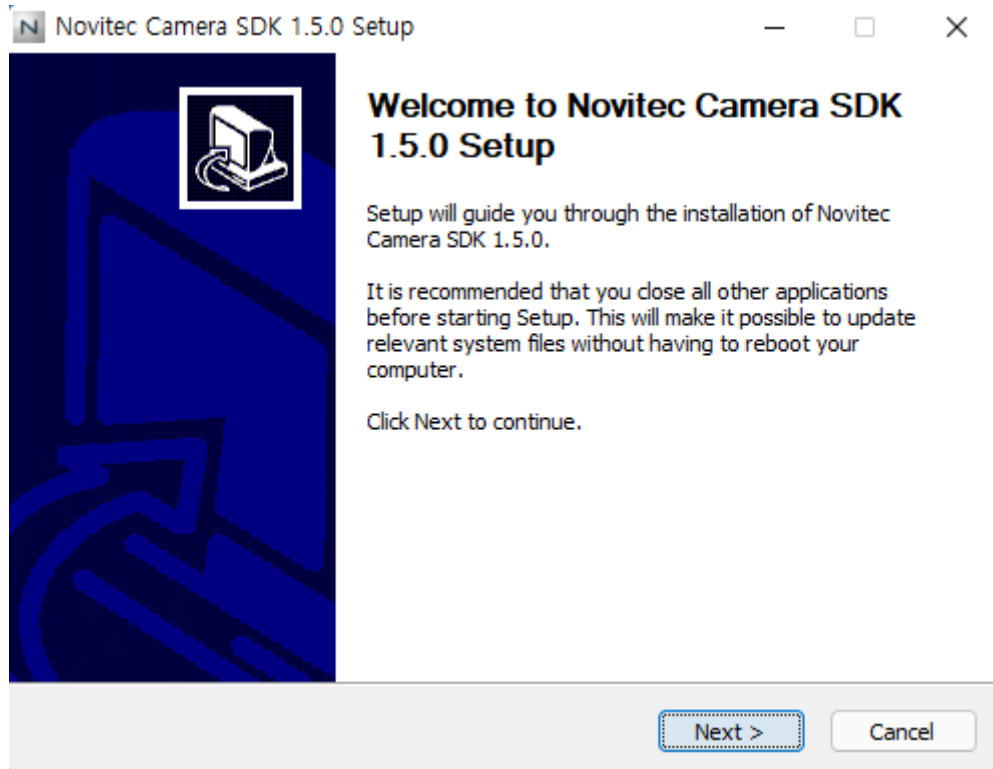 N Novitec Camera SDK 1.5.0 Setup
Welcome to Novitec Camera SDK
1.5.0 Setup
Setup will guide you through the installation of Novitec
Camera SDK 1.5.0.
It is recommended that you close all other applications
before starting Setup. This will make it possible to update
relevant system files without having to reboot your
computer.
Click Next to continue.
Next >
Cancel